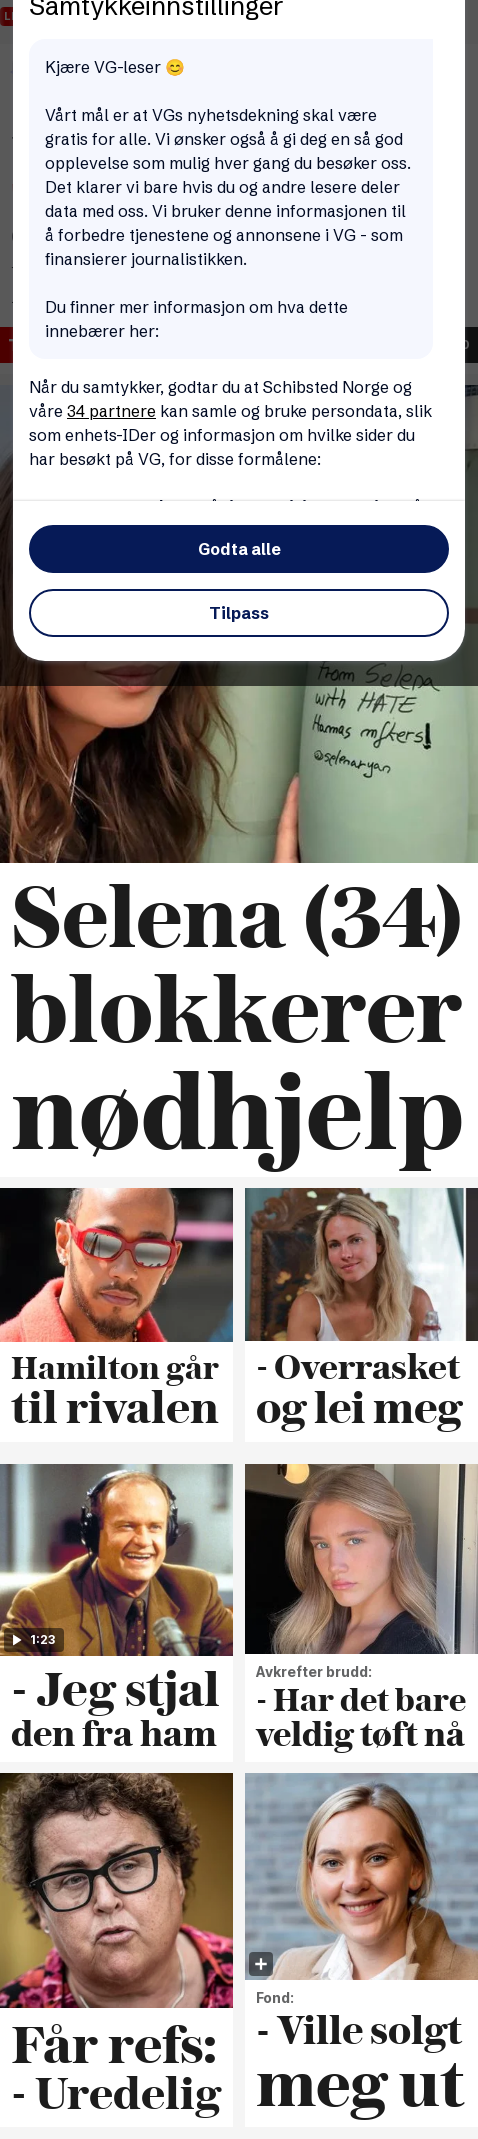 Samtykkeinnstillinger
Kjære VG-leser 😊
Vårt mål er at VGs nyhetsdekning skal være
gratis for alle. Vi ønsker også å gi deg en så god
opplevelse som mulig hver gang du besøker oss.
Det klarer vi bare hvis du og andre lesere deler
data med oss. Vi bruker denne informasjonen til
å forbedre tjenestene og annonsene i VG - som
finansierer journalistikken.
Du finner mer informasjon om hva dette
innebærer her:
Når du samtykker, godtar du at Schibsted Norge og
våre 34 partnere kan samle og bruke persondata, slik
som enhets-IDer og informasjon om hvilke sider du
har besøkt på VG, for disse formålene:
Godta alle
Tilpass
from Selena
with HATE
Hamas mfkers!
@selenaryan
Selena (34)
blokkerer
nødhjelp
Hamilton går
til rivalen
- Overrasket
og lei meg
1:23
- Jeg stjal
den fra ham
Avkrefter brudd:
- Har det bare
veldig tøft nå
Får refs:
- Uredelig
Fond:
- Ville solgt
meg ut